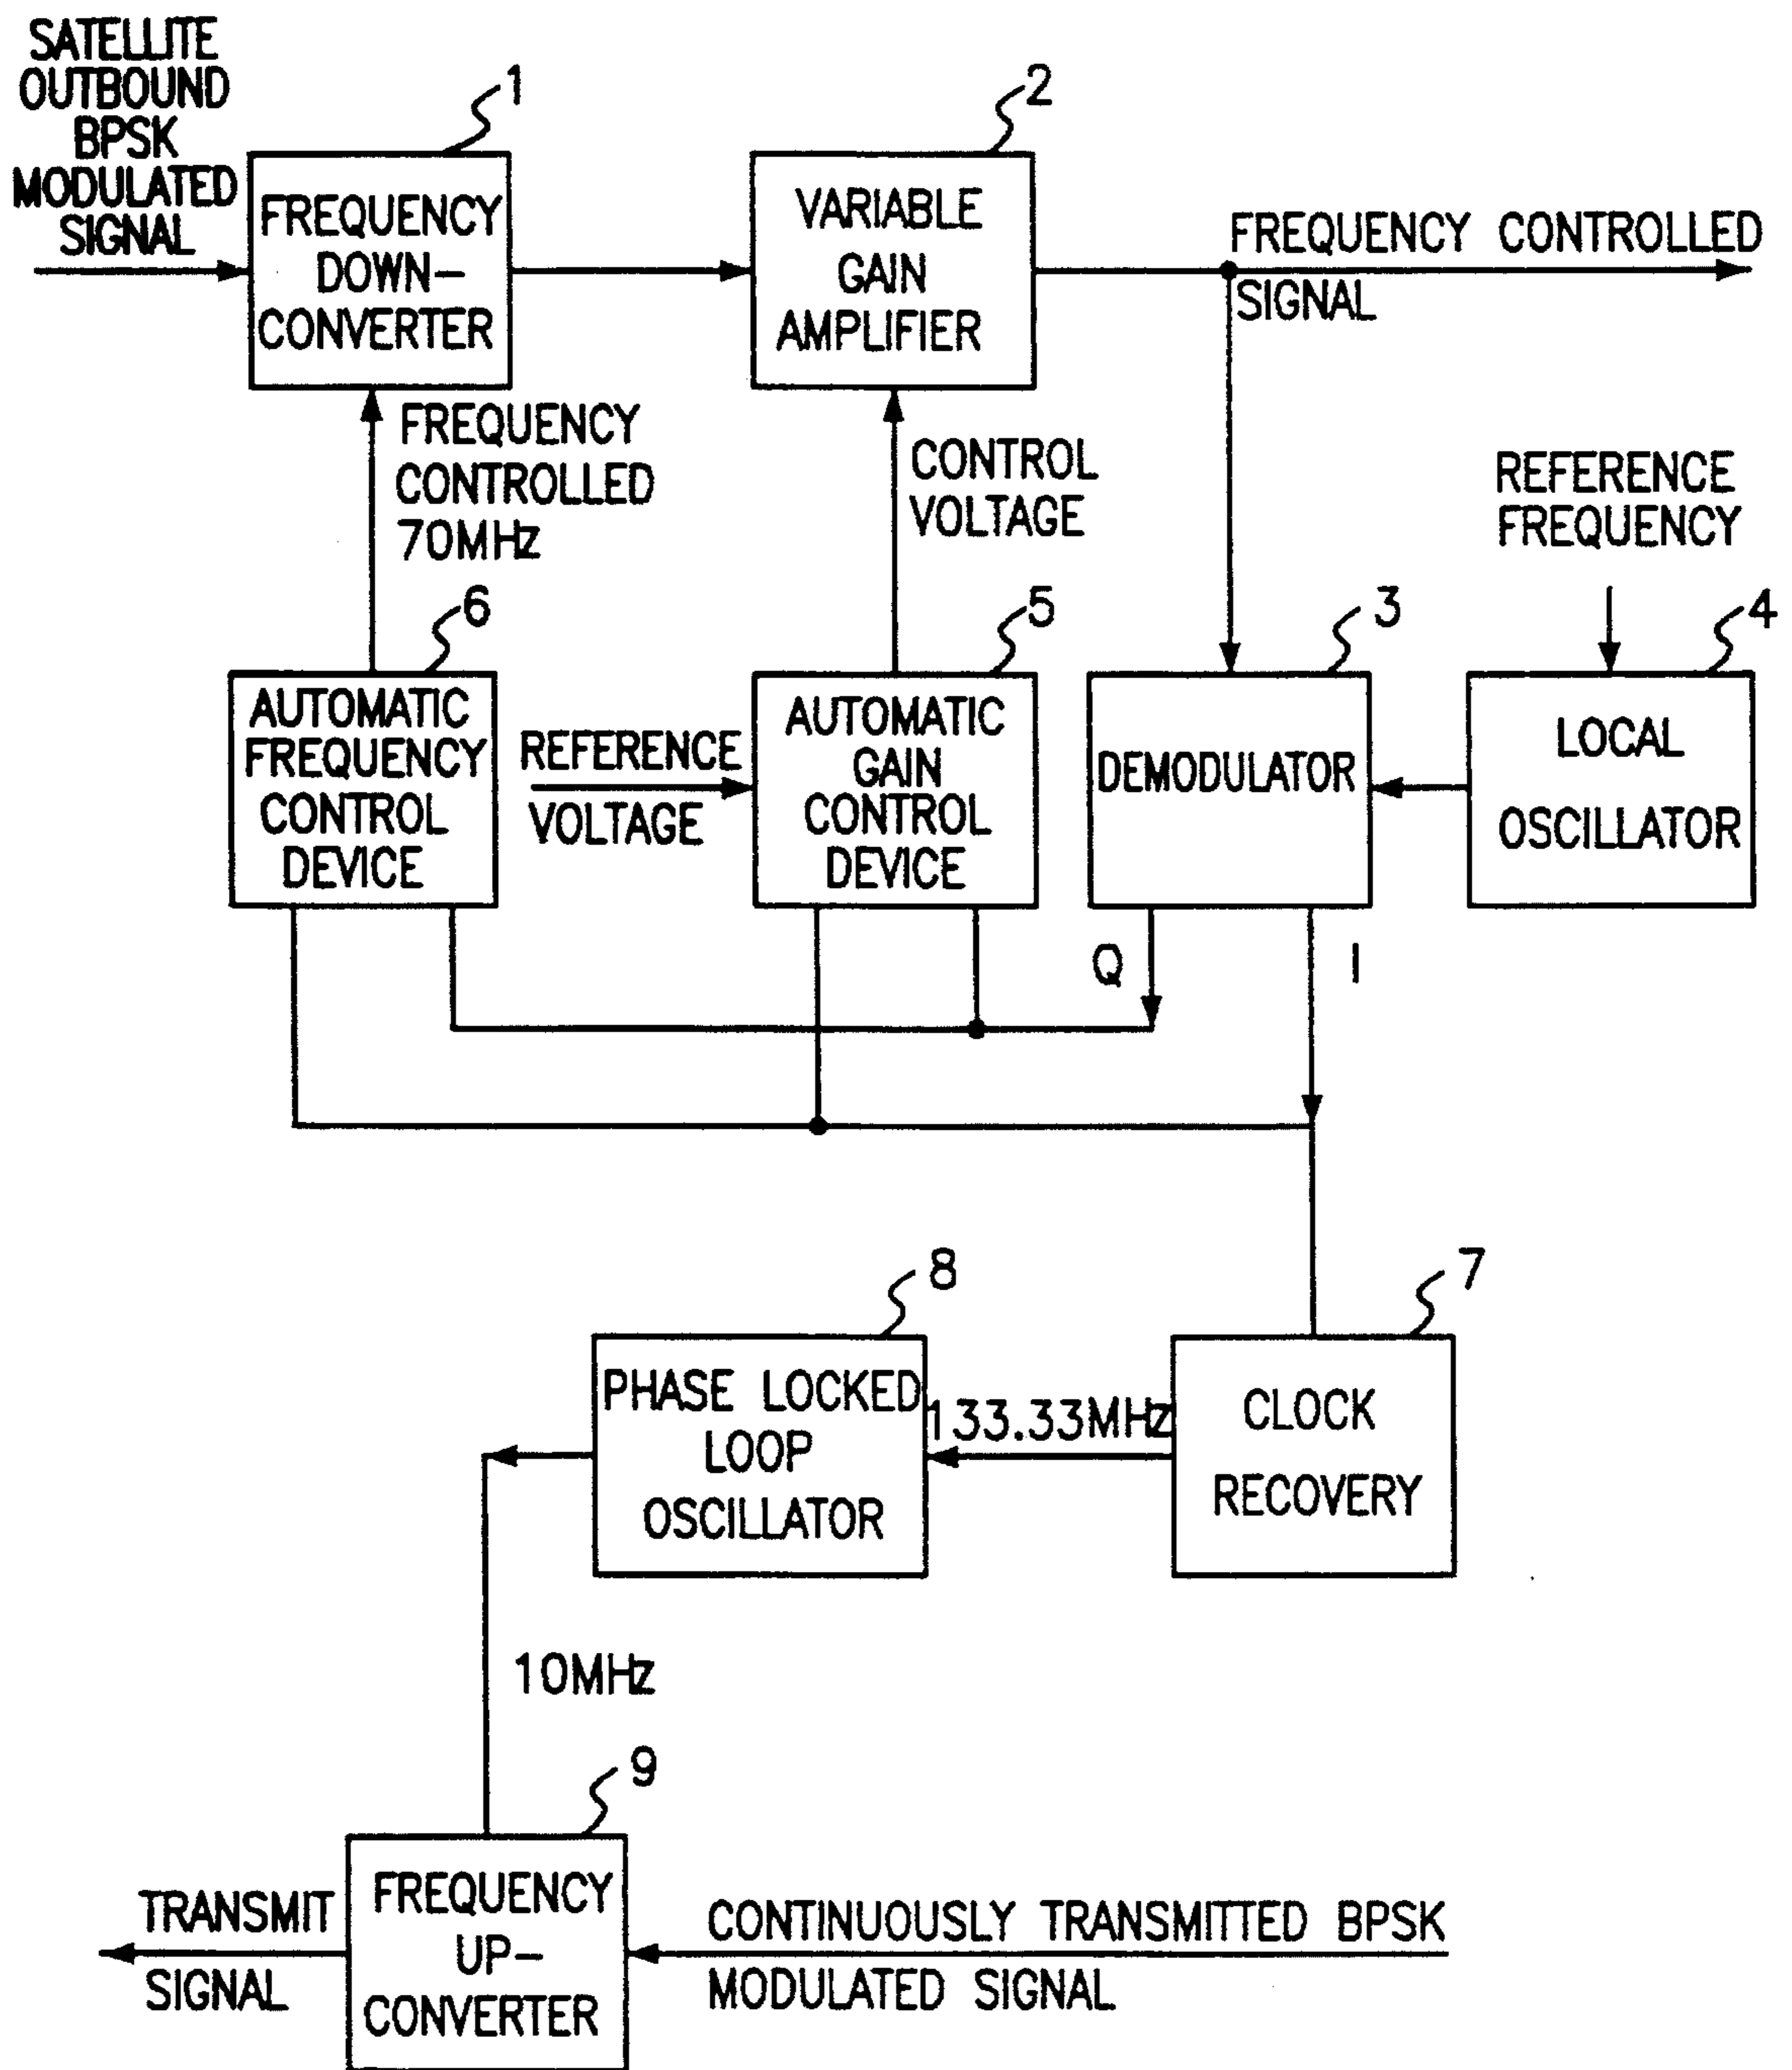 SATELLITE
OUTBOUND
BPSK
MODULATED
SIGNAL
1
FREQUENCY
DOWN-
CONVERTER
2
VARIABLE
GAIN
AMPLIFIER
FREQUENCY CONTROLLED
SIGNAL
FREQUENCY
CONTROLLED
70MHz
CONTROL
VOLTAGE
REFERENCE
FREQUENCY
6
AUTOMATIC
FREQUENCY
CONTROL
DEVICE
REFERENCE
VOLTAGE
5
AUTOMATIC
GAIN
CONTROL
DEVICE
3
DEMODULATOR
4
LOCAL
OSCILLATOR
Q
I
8
PHASE LOCKED
LOOP
OSCILLATOR
133.33MHz
7
CLOCK
RECOVERY
10MHz
9
FREQUENCY
UP-
CONVERTER
TRANSMIT
SIGNAL
CONTINUOUSLY TRANSMITTED BPSK
MODULATED SIGNAL